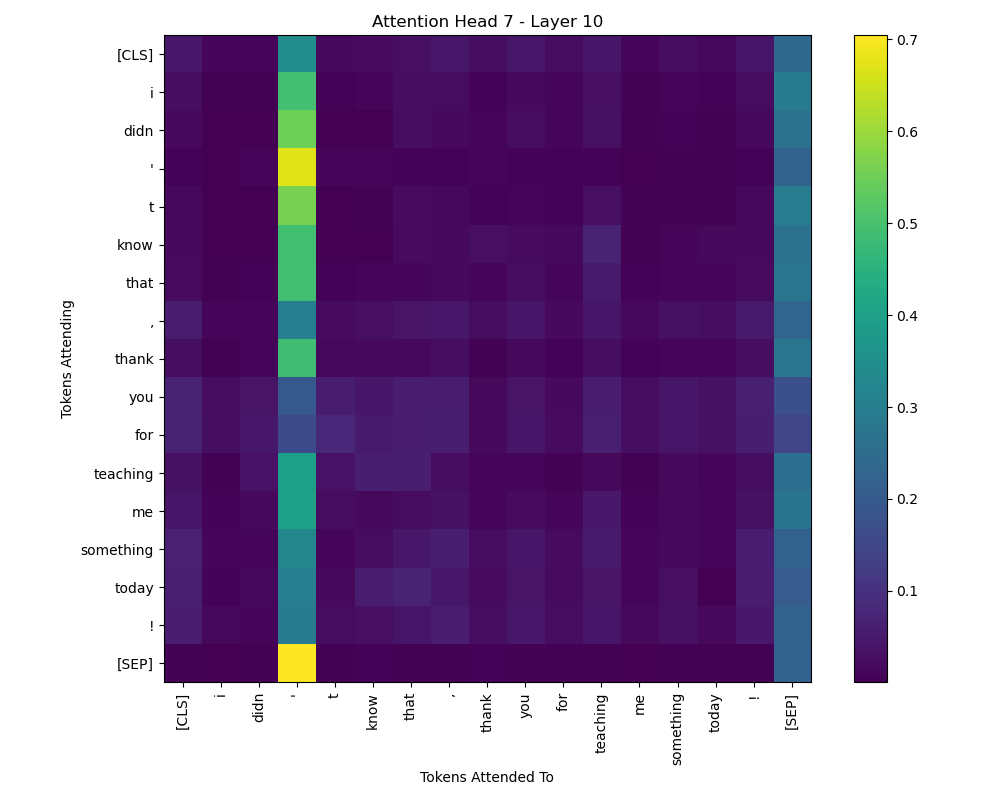 Attention Head 7 - Layer 10
[CLS]
i
didn
'
t
know
that
,
thank
you
for
teaching
me
something
today
!
[SEP]
Tokens Attending
[CLS]
i
didn
'
t
know
that
,
thank
you
for
teaching
me
something
today
!
[SEP]
Tokens Attended To
0.7
0.6
0.5
0.4
0.3
0.2
0.1